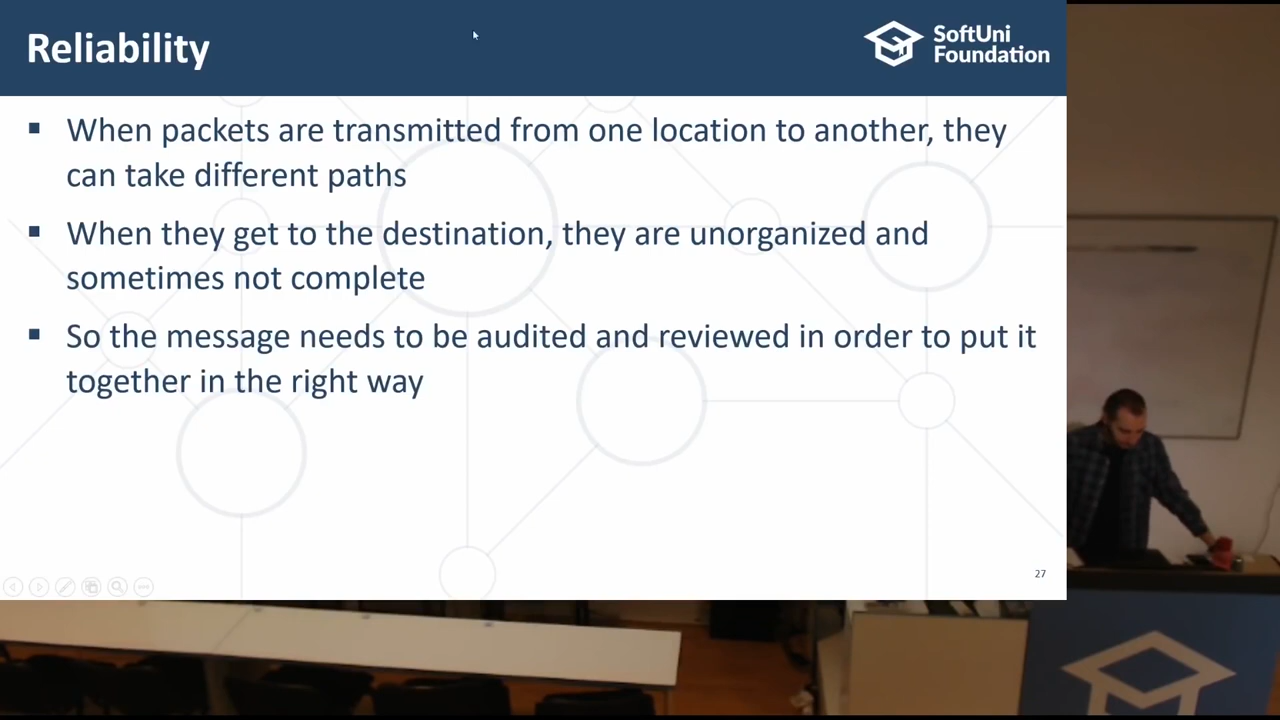 Reliability
SoftUni
Foundation
▪ When packets are transmitted from one location to another, they
can take different paths
▪ When they get to the destination, they are unorganized and
sometimes not complete
▪ So the message needs to be audited and reviewed in order to put it
together in the right way
27